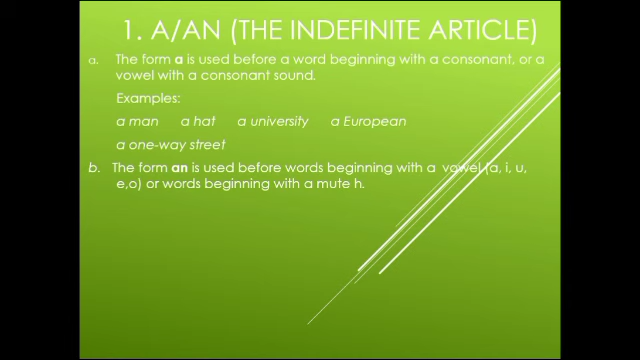 1. A/AN (THE INDEFINITE ARTICLE)
a. The form a is used before a word beginning with a consonant, or a
vowel with a consonant sound.
Examples:
a man a hat a university a European
a one-way street
b. The form an is used before words beginning with a vowel (a, i, u,
e,o) or words beginning with a mute h.